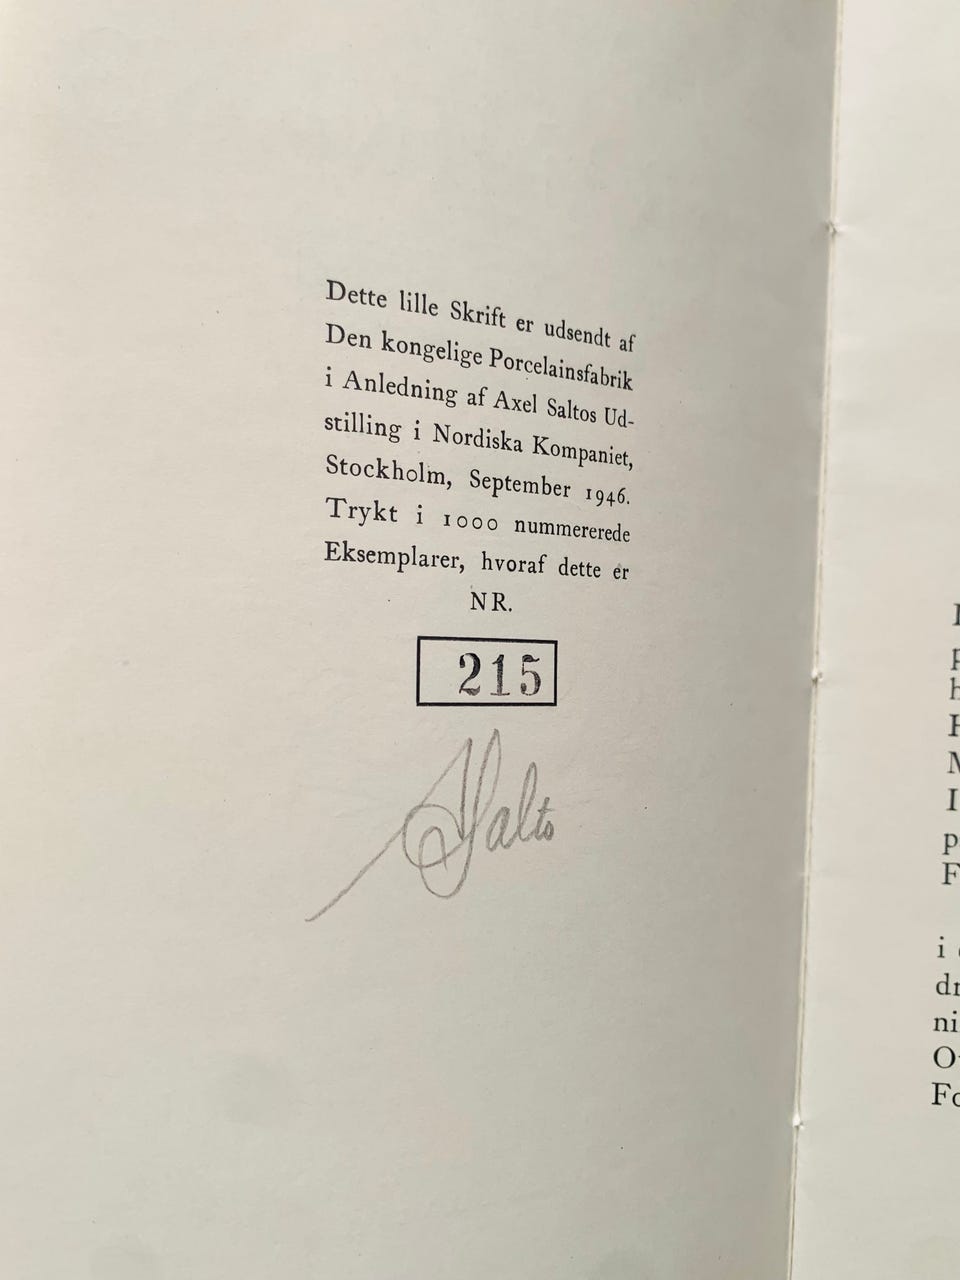 Dette lille Skrift er udsendt af
Den kongelige Porcelainsfabrik
i Anledning af Axel Saltos Ud-
stilling i Nordiska Kompaniet,
Stockholm, September 1946.
Trykt i 1000 nummererede
Eksemplarer, hvoraf dette er
NR.
215
ASalto